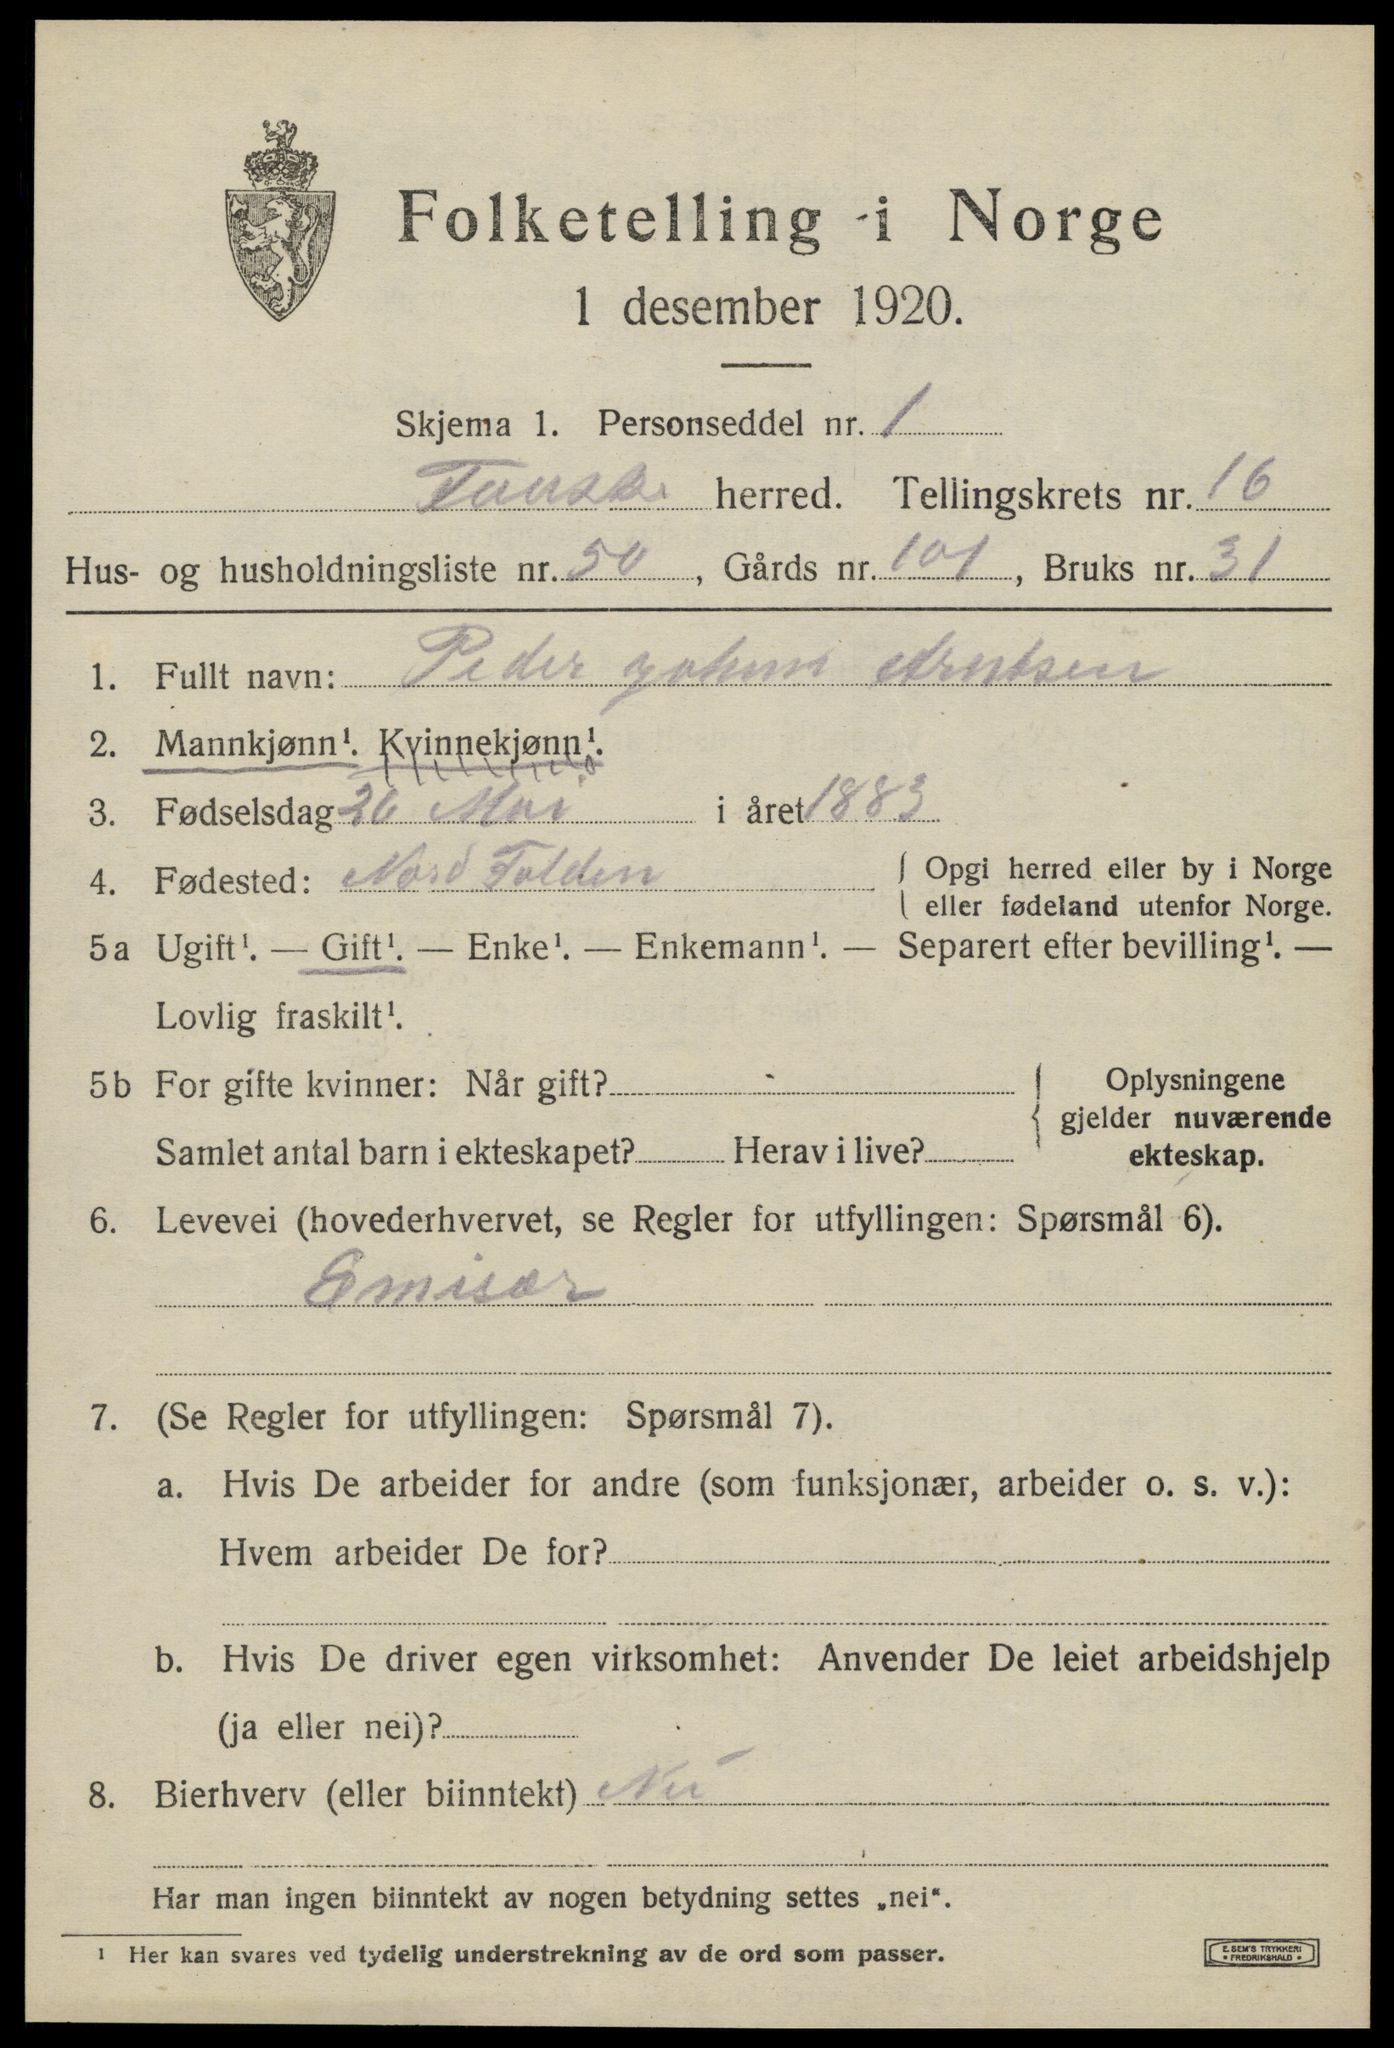 Folketelling i Norge
1 desember 1920.
Skjema 1. Personseddel nr. 1
Fauske herred. Tellingskrets nr. 16
Hus- og husholdningsliste nr. 50, Gårds nr. 101, Bruks nr. 31
1. Fullt navn: Peder Johan Arntsen
2. Mannkjønn¹. Kvinnekjønn¹.
3. Fødselsdag 26 Mai i året 1883
4. Fødested: Nord Folden { Opgi herred eller by i Norge
eller fødeland utenfor Norge.
5a Ugift¹. — Gift¹. — Enke¹. — Enkemann¹. — Separert efter bevilling¹. —
Lovlig fraskilt¹.
5b For gifte kvinner: Når gift? { Oplysningene
gjelder nuværende
Samlet antal barn i ekteskapet? Herav i live? ekteskap.
6. Levevei (hovederhvervet, se Regler for utfyllingen: Spørsmål 6).
Emisær
7. (Se Regler for utfyllingen: Spørsmål 7).
a. Hvis De arbeider for andre (som funksjonær, arbeider o. s. v.):
Hvem arbeider De for?
b. Hvis De driver egen virksomhet: Anvender De leiet arbeidshjelp
(ja eller nei)?
8. Bierhverv (eller biinntekt) Nei
Har man ingen biinntekt av nogen betydning settes „nei".
¹ Her kan svares ved tydelig understrekning av de ord som passer.
E. SEM'S TRYKKERI
• FREDRIKSHALD •